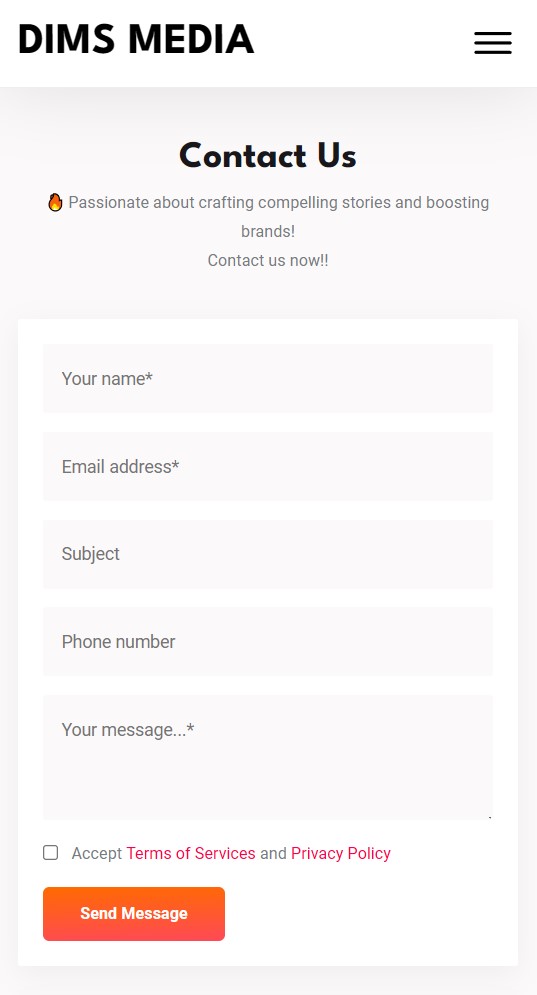 DIMS MEDIA
Contact Us
🔥 Passionate about crafting compelling stories and boosting
brands!
Contact us now!!
Your name*
Email address*
Subject
Phone number
Your message...*
Accept Terms of Services and Privacy Policy
Send Message